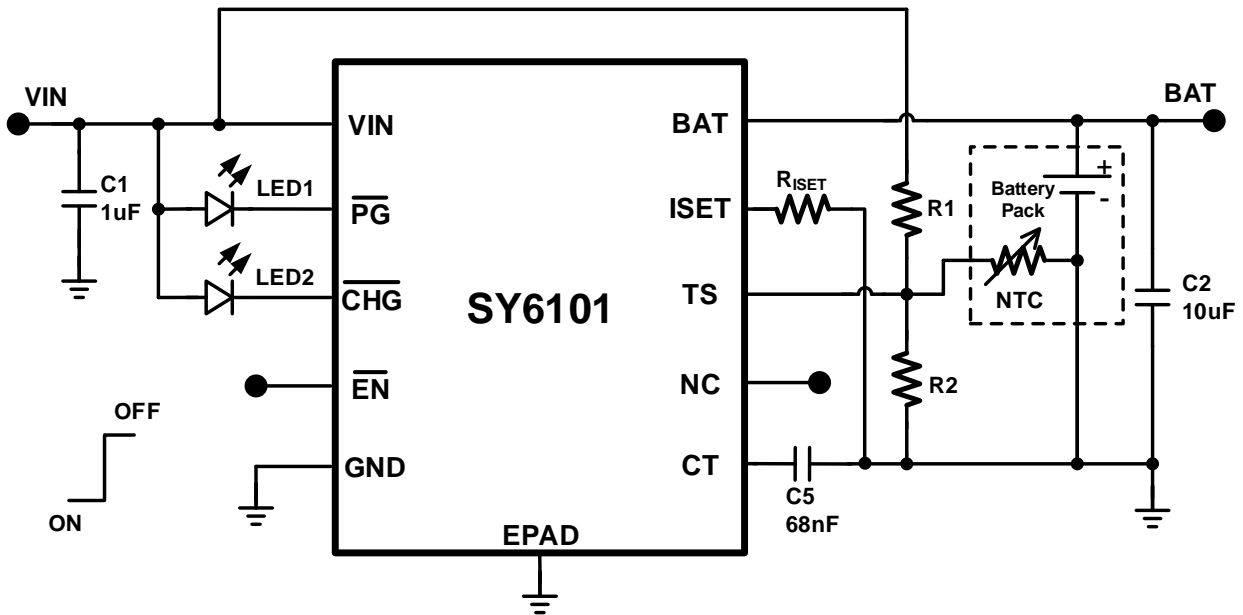 VIN
VIN
C1
1uF
LED1
PG
LED2
CHG
EN
OFF
ON
GND
SY6101
EPAD
BAT
ISET
TS
NC
CT
RISET
R1
R2
C5
68nF
Battery
Pack
+
-
NTC
BAT
C2
10uF